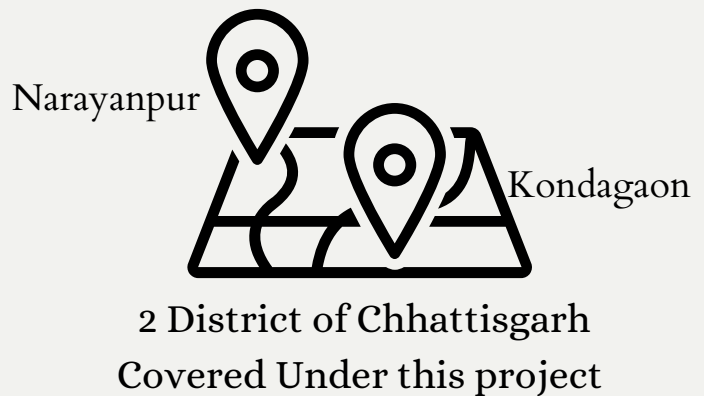 Narayanpur
Kondagaon
2 District of Chhattisgarh
Covered Under this project